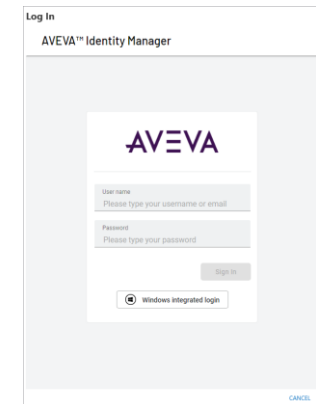 Log In
AVEVA™ Identity Manager
AVEVA
User name
Please type your username or email
Password
Please type your password
Sign in
Windows integrated login
CANCEL